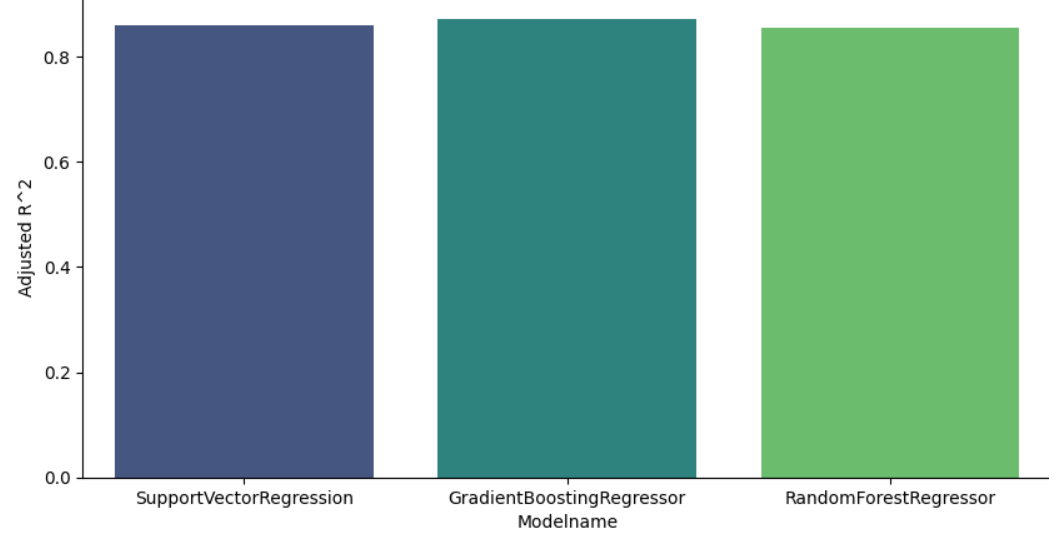 0.8
0.6
0.4
0.2
0.0
Adjusted R^2
SupportVectorRegression GradientBoostingRegressor RandomForestRegressor
Modelname